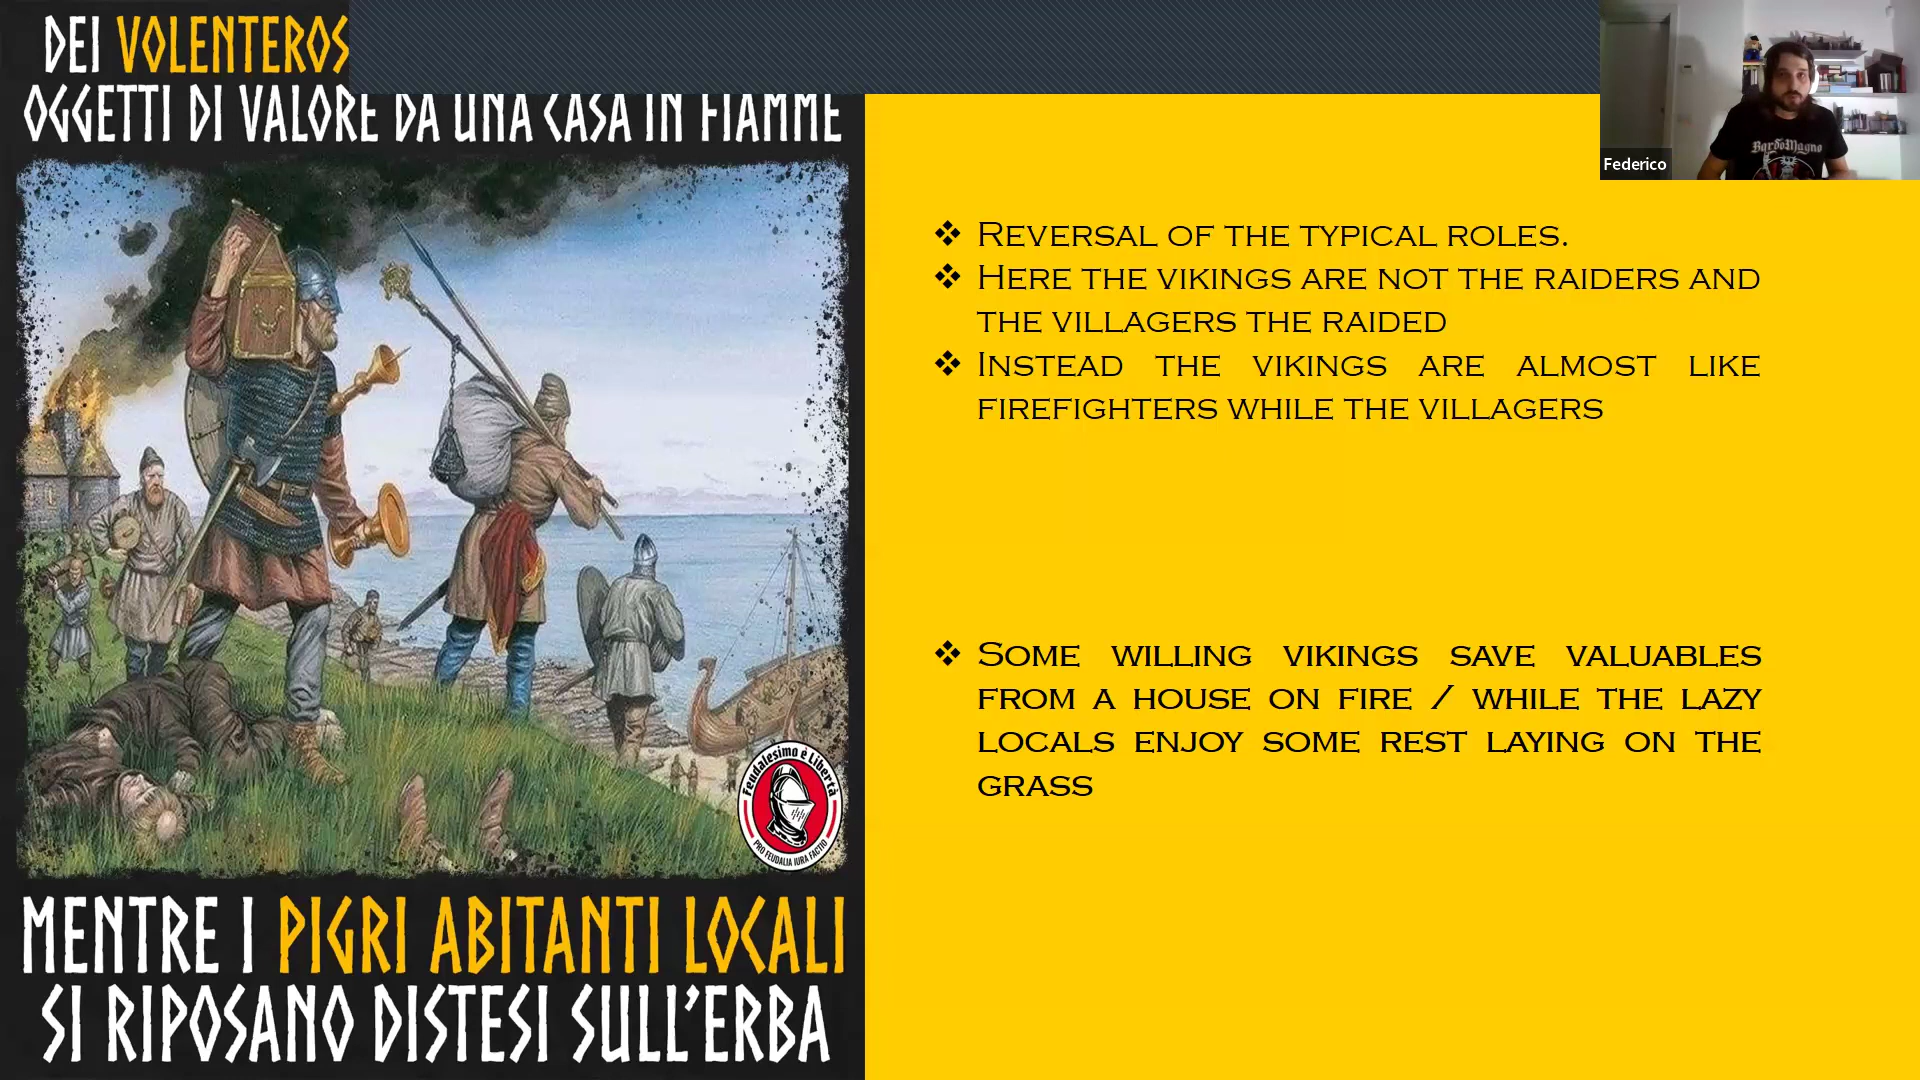 DEI VOLENTEROS
OGGETTI DI VALORE DA UNA CASA IN FIAMME
Feudalesimo è Libertà
PRO FEUDALIA IURA FACTIO
MENTRE I PIGRI ABITANTI LOCALI
SI RIPOSANO DISTESI SULL'ERBA
BardoMagno
Federico
❖ REVERSAL OF THE TYPICAL ROLES.
❖ HERE THE VIKINGS ARE NOT THE RAIDERS AND
THE VILLAGERS THE RAIDED
❖ INSTEAD THE VIKINGS ARE ALMOST LIKE
FIREFIGHTERS WHILE THE VILLAGERS
❖ SOME WILLING VIKINGS SAVE VALUABLES
FROM A HOUSE ON FIRE / WHILE THE LAZY
LOCALS ENJOY SOME REST LAYING ON THE
GRASS